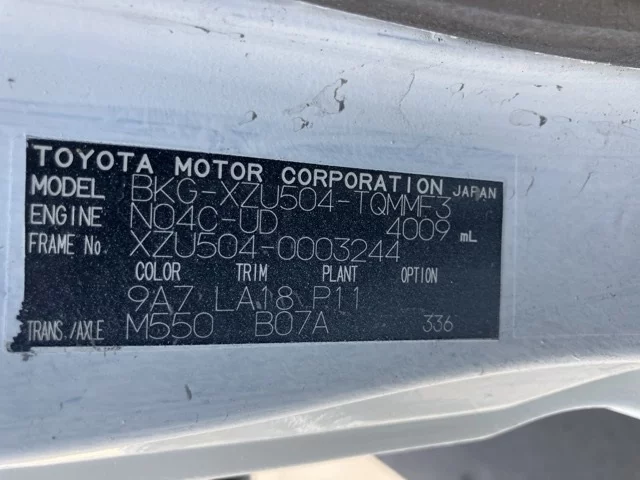 TOYOTA MOTOR CORPORATION JAPAN
MODEL BKG-XZU504-TQMMF3
ENGINE N04C-UD 4009 mL
FRAME No. XZU504-0003244
COLOR TRIM PLANT OPTION
9A7 LA18 P11
TRANS./AXLE M550 B07A 336